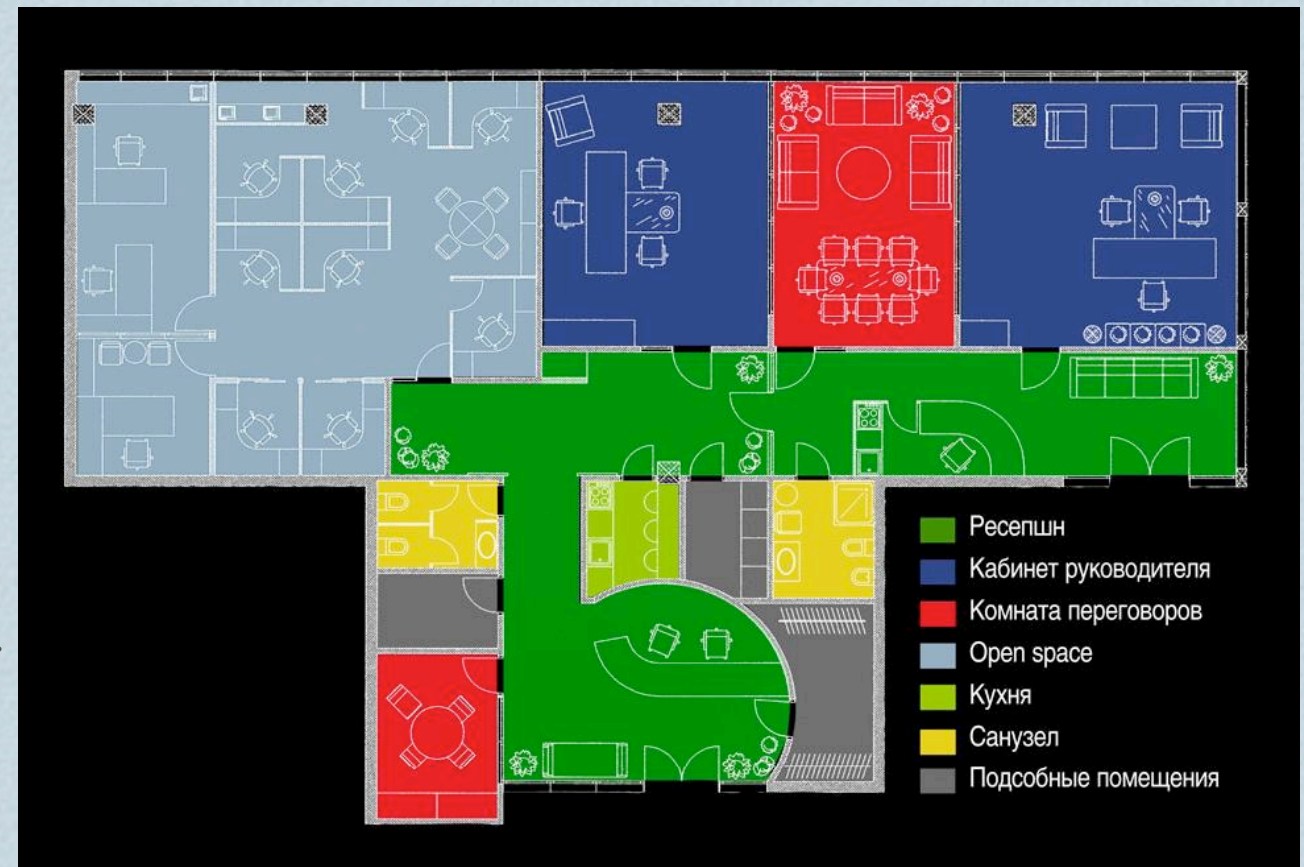 Ресепшн
Кабинет руководителя
Комната переговоров
Open space
Кухня
Санузел
Подсобные помещения